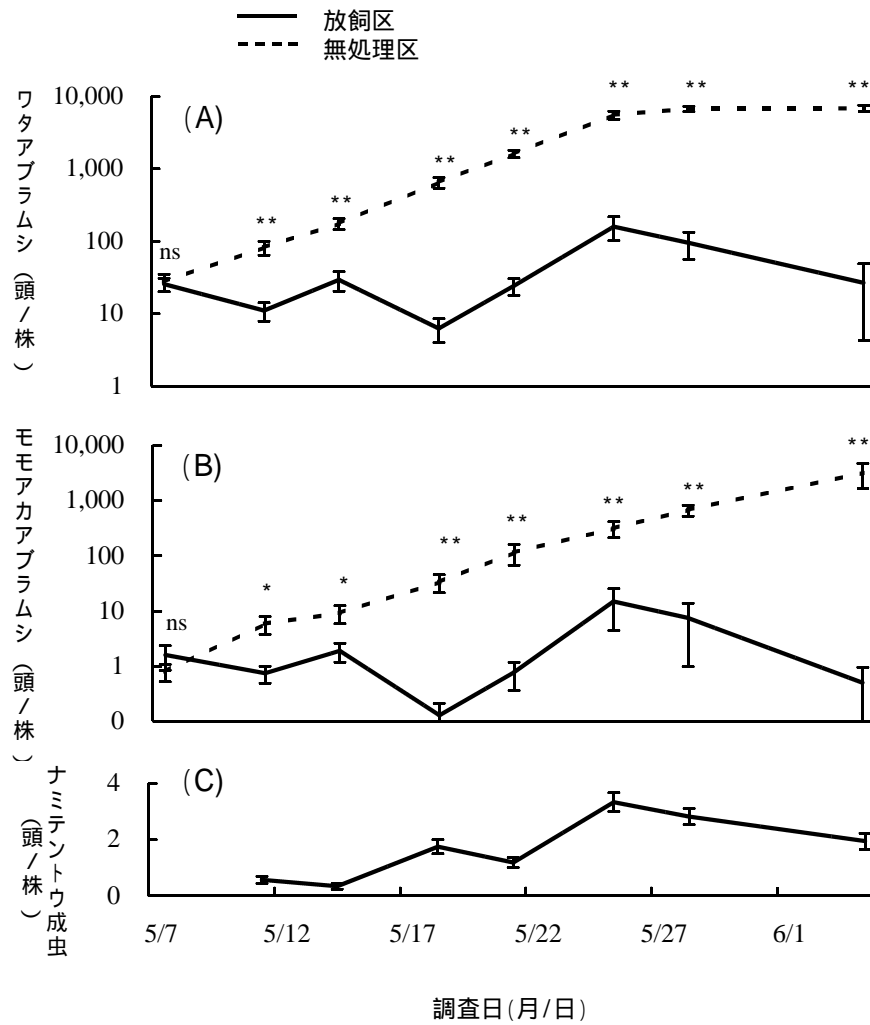 放飼区
無処理区
ワタアブラムシ(頭/株)
10,000
1,000
100
10
1
(A)
ns
**
**
**
**
**
**
**
モモアカアブラムシ(頭/株)
10,000
1,000
100
10
1
0
(B)
ns
*
*
**
**
**
**
**
ナミテントウ成虫
(頭/株)
4
2
0
(C)
5/7
5/12
5/17
5/22
5/27
6/1
調査日(月/日)